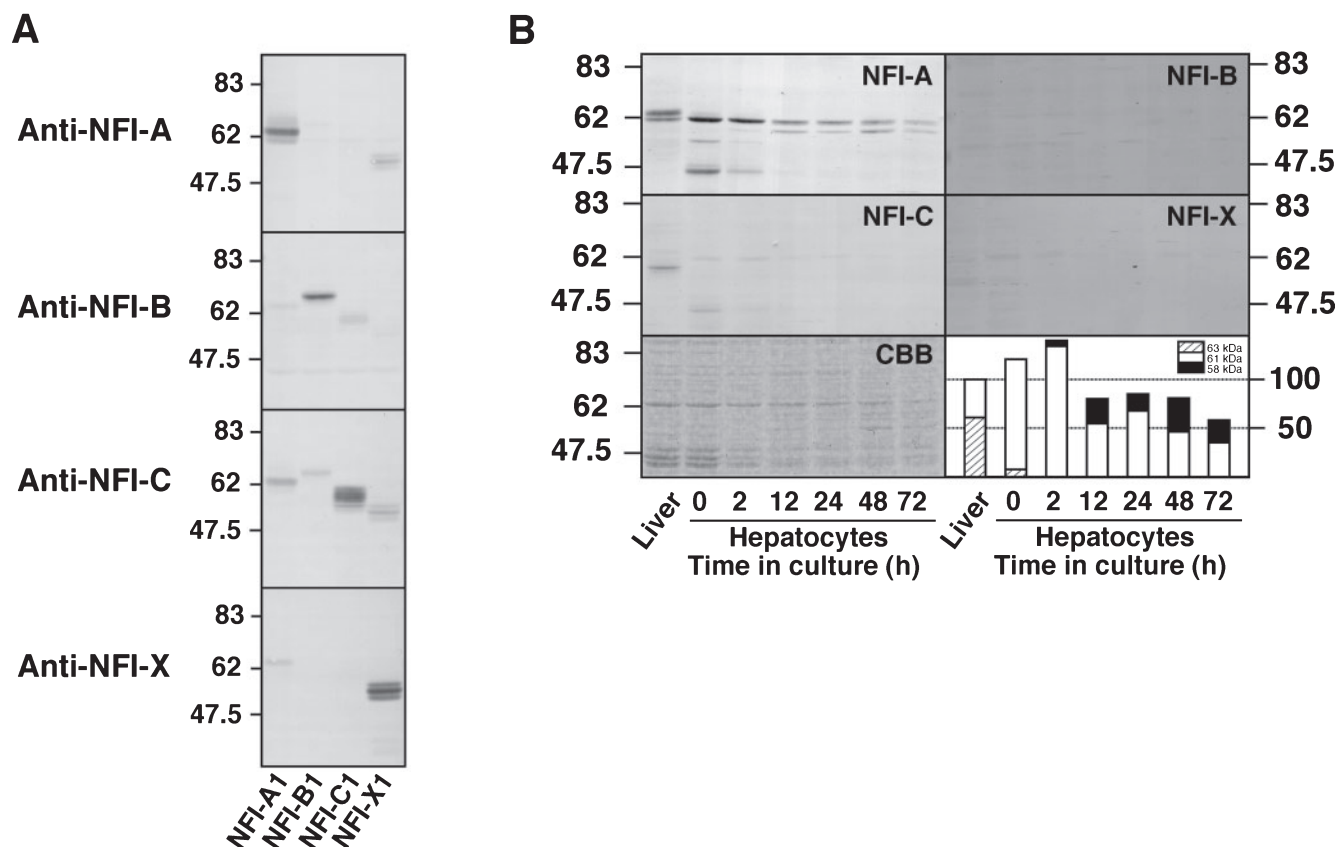 A
83
Anti-NFI-A 62
47.5
83
Anti-NFI-B 62
47.5
83
Anti-NFI-C 62
47.5
83
Anti-NFI-X 62
47.5
NFI-A1 NFI-B1 NFI-C1 NFI-X1
B
83 NFI-A NFI-B 83
62 62
47.5 47.5
83 NFI-C NFI-X 83
62 62
47.5 47.5
83 CBB
62
47.5
63 kDa
61 kDa
58 kDa
100
50
Liver 0 2 12 24 48 72
Hepatocytes
Time in culture (h)
Liver 0 2 12 24 48 72
Hepatocytes
Time in culture (h)